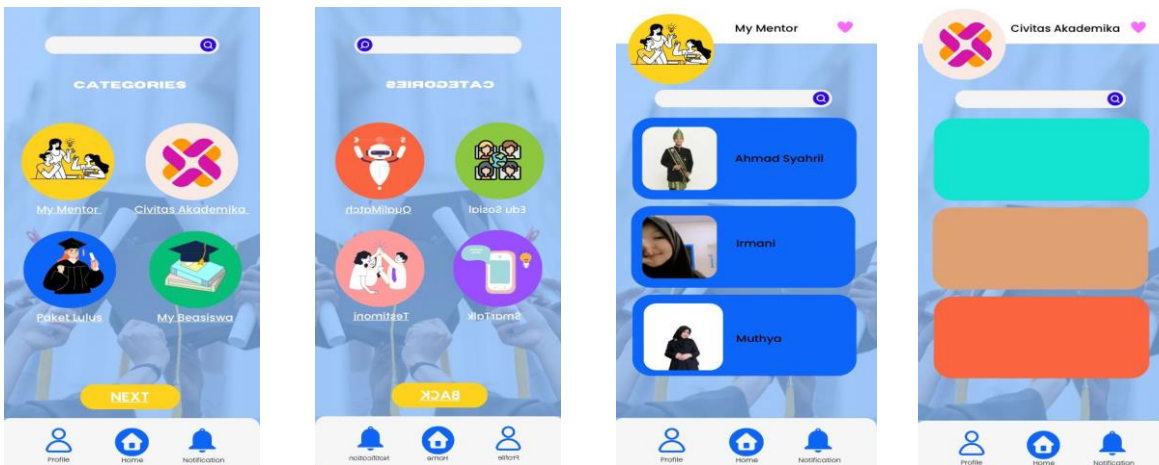 CATEGORIES
My Mentor
Civitas Akademika
Paket Lulus
My Beasiswa
NEXT
Profile
Home
Notification
CATEGORIES
QualiMatch
Edu Sosial
Testimoni
SmarTalk
BACK
Notification
Home
Profile
My Mentor
Ahmad Syahril
Irmani
Muthya
Profile
Home
Notification
Civitas Akademika
Profile
Home
Notification